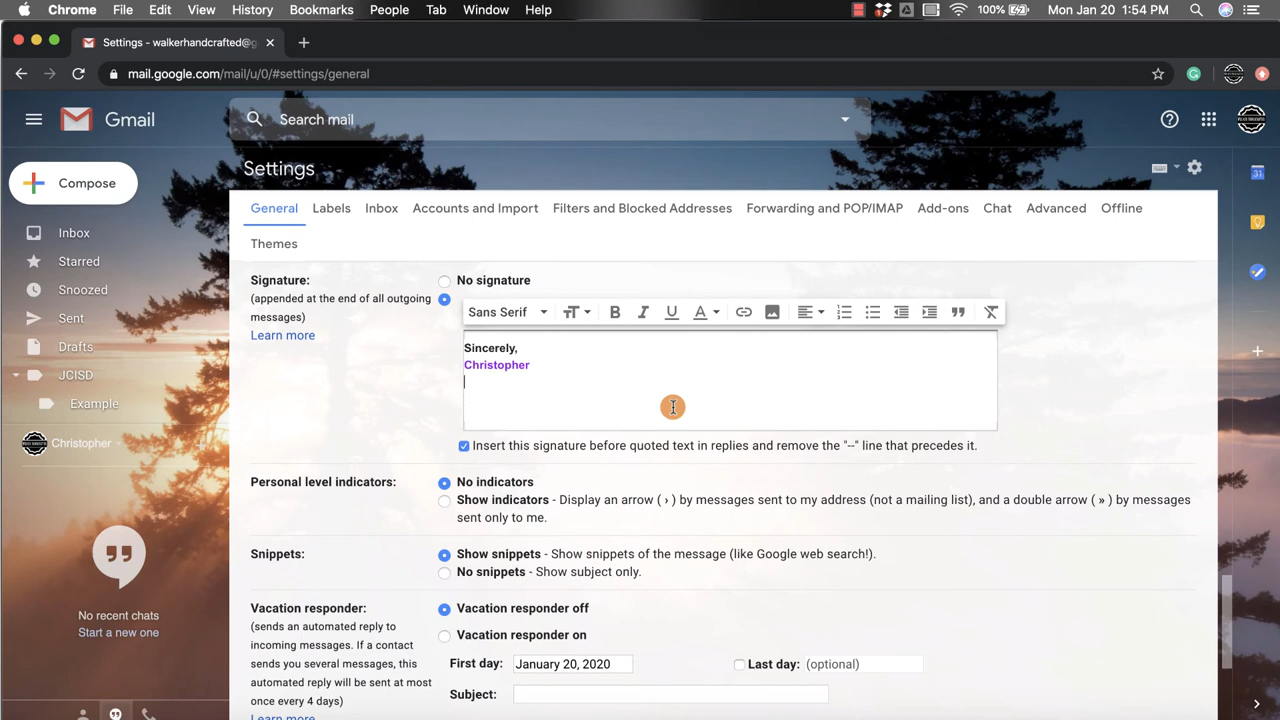 Chrome File Edit View History Bookmarks People Tab Window Help 100% Mon Jan 20 1:54 PM
Settings - walkerhandcrafted@g
mail.google.com/mail/u/0/#settings/general
Gmail
Search mail
Settings
Compose
General Labels Inbox Accounts and Import Filters and Blocked Addresses Forwarding and POP/IMAP Add-ons Chat Advanced Offline
Themes
Inbox
Starred
Snoozed
Sent
Drafts
JCISD
Example
Christopher
No recent chats
Start a new one
Signature:
(appended at the end of all outgoing
messages)
Learn more
No signature
Sans Serif
Sincerely,
Christopher
Insert this signature before quoted text in replies and remove the "--" line that precedes it.
Personal level indicators:
No indicators
Show indicators - Display an arrow ( › ) by messages sent to my address (not a mailing list), and a double arrow ( » ) by messages
sent only to me.
Snippets:
Show snippets - Show snippets of the message (like Google web search!).
No snippets - Show subject only.
Vacation responder:
(sends an automated reply to
incoming messages. If a contact
sends you several messages, this
automated reply will be sent at most
once every 4 days)
Learn more
Vacation responder off
Vacation responder on
First day: January 20, 2020 Last day: (optional)
Subject:
31